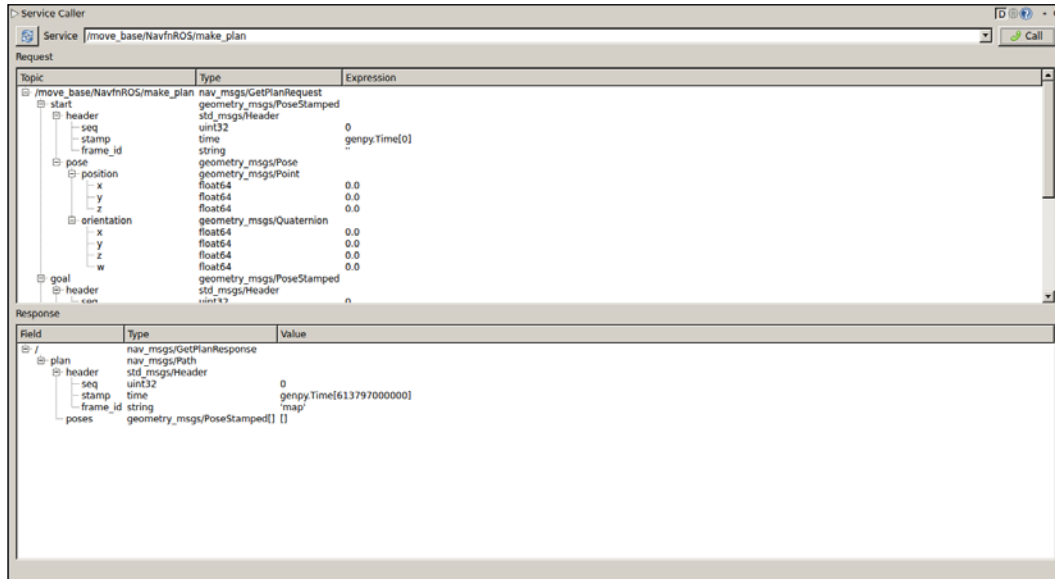 Service Caller D
Service /move_base/NavfnROS/make_plan Call
Request
Topic Type Expression
/move_base/NavfnROS/make_plan nav_msgs/GetPlanRequest
start geometry_msgs/PoseStamped
header std_msgs/Header
seq uint32 0
stamp time genpy.Time[0]
frame_id string ''
pose geometry_msgs/Pose
position geometry_msgs/Point
x float64 0.0
y float64 0.0
z float64 0.0
orientation geometry_msgs/Quaternion
x float64 0.0
y float64 0.0
z float64 0.0
w float64 0.0
goal geometry_msgs/PoseStamped
header std_msgs/Header
seq uint32 0
Response
Field Type Value
/ nav_msgs/GetPlanResponse
plan nav_msgs/Path
header std_msgs/Header
seq uint32 0
stamp time genpy.Time[613797000000]
frame_id string 'map'
poses geometry_msgs/PoseStamped[] []